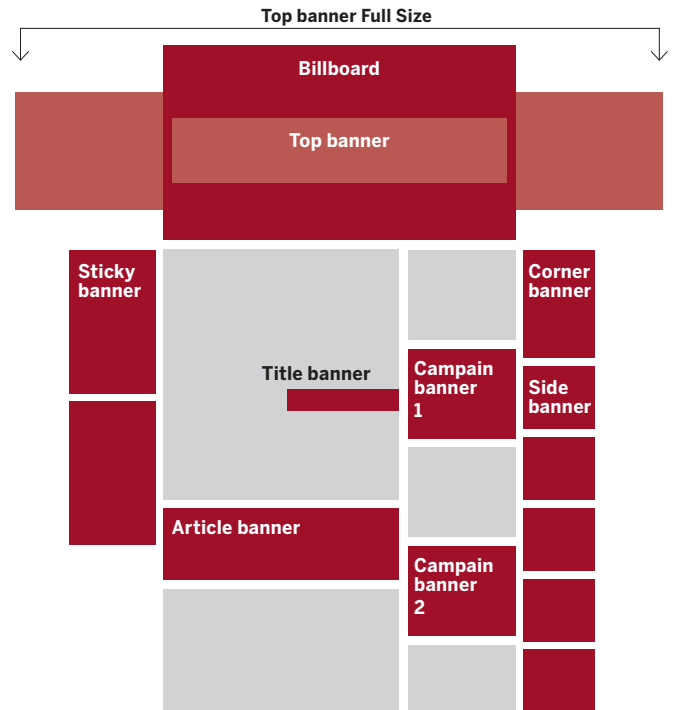 Top banner Full Size
Billboard
Top banner
Sticky
banner
Corner
banner
Title banner
Campain
banner
1
Side
banner
Article banner
Campain
banner
2